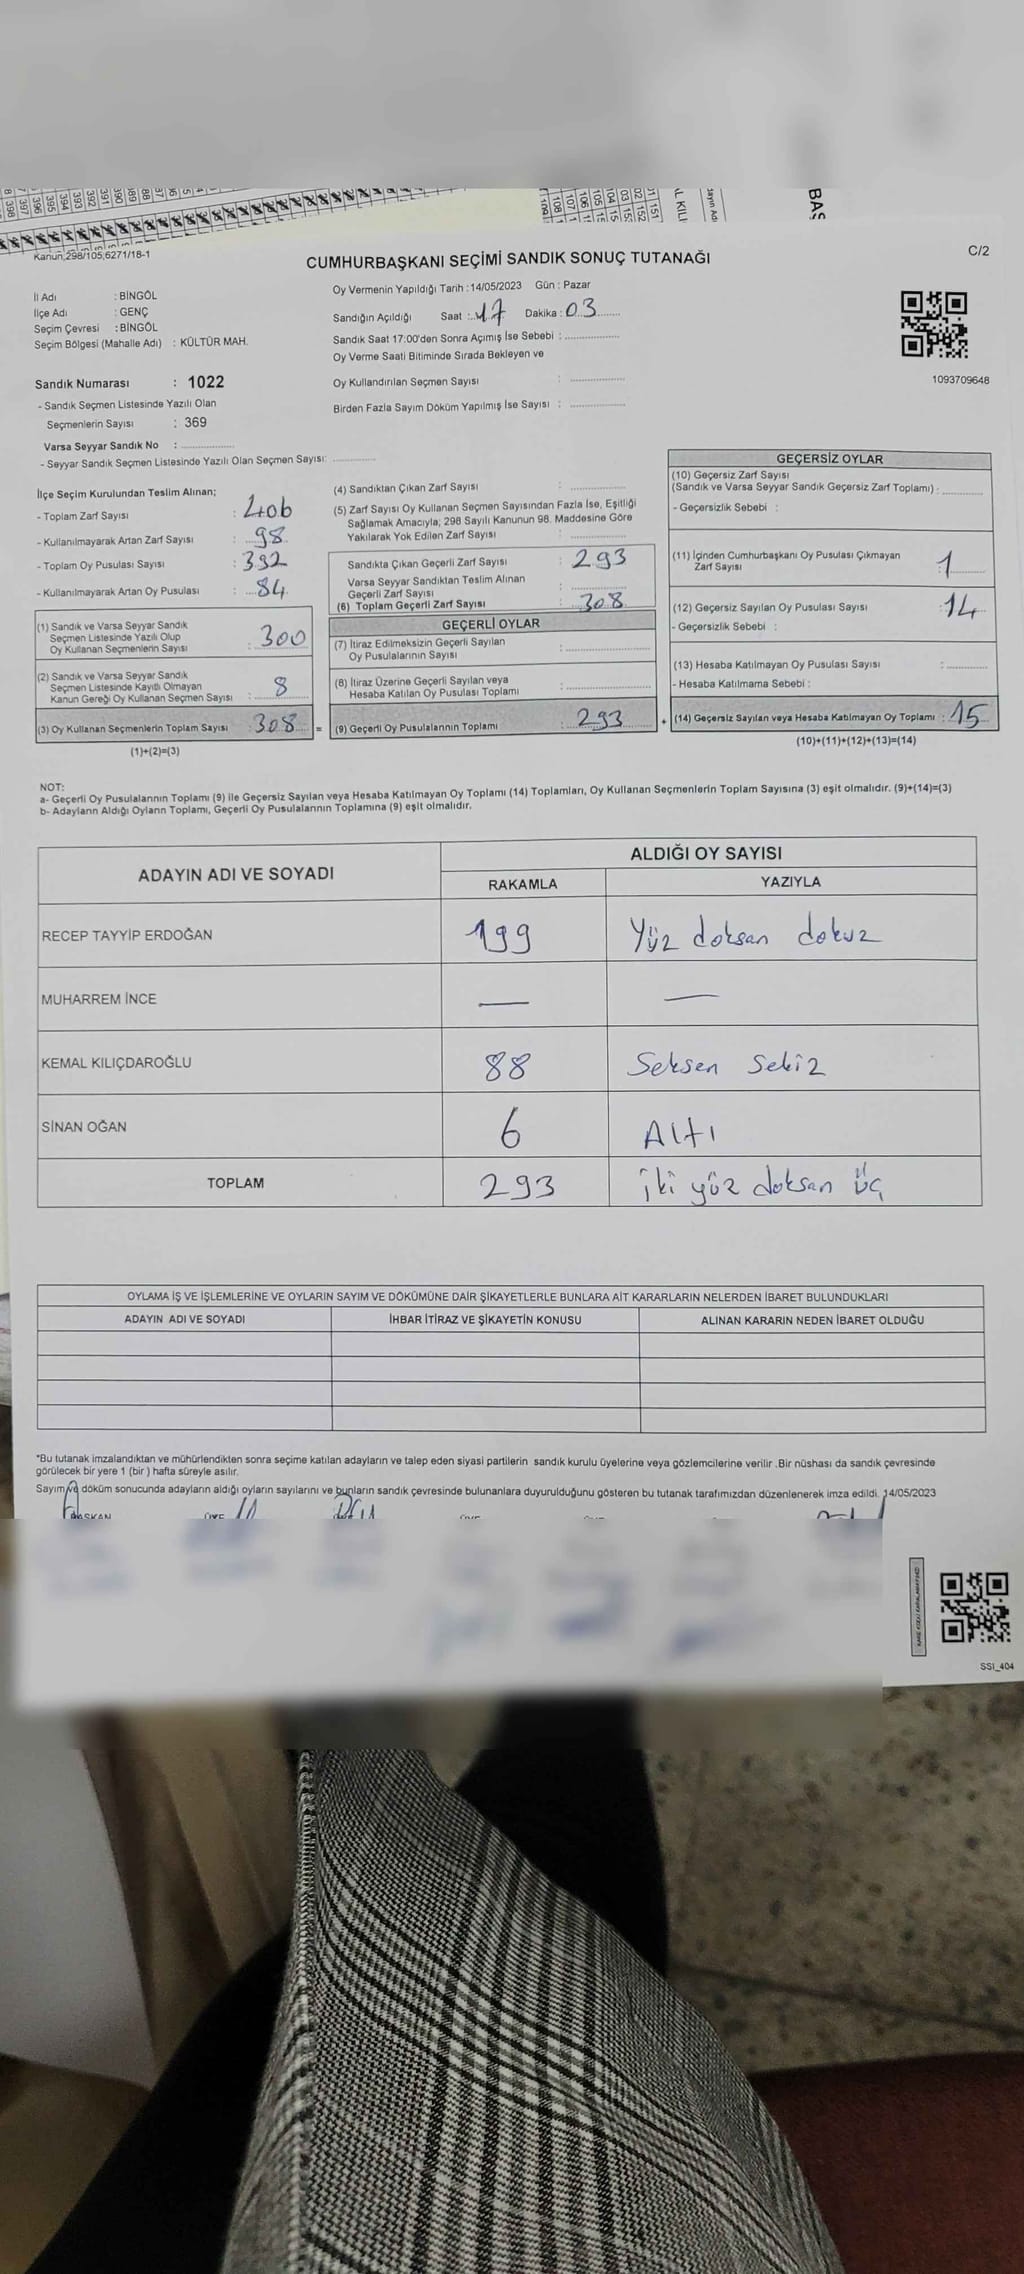 8 398
397
396
395
394
393
392
391
390
89
88
BAŞ
Kanun;298/105;6271/18-1
C/2
CUMHURBAŞKANI SEÇİMİ SANDIK SONUÇ TUTANAĞI
İl Adı : BİNGÖL
İlçe Adı : GENÇ
Seçim Çevresi : BİNGÖL
Seçim Bölgesi (Mahalle Adı) : KÜLTÜR MAH.
Sandık Numarası : 1022
- Sandık Seçmen Listesinde Yazılı Olan
Seçmenlerin Sayısı : 369
Varsa Seyyar Sandık No :
- Seyyar Sandık Seçmen Listesinde Yazılı Olan Seçmen Sayısı:
Oy Vermenin Yapıldığı Tarih :14/05/2023 Gün : Pazar
Sandığın Açıldığı Saat : 17 Dakika : 03
Sandık Saat 17:00'den Sonra Açımış İse Sebebi :
Oy Verme Saati Bitiminde Sırada Bekleyen ve
Oy Kullandırılan Seçmen Sayısı :
Birden Fazla Sayım Döküm Yapılmış İse Sayısı :
1093709648
İlçe Seçim Kurulundan Teslim Alınan;
- Toplam Zarf Sayısı : 406
- Kullanılmayarak Artan Zarf Sayısı : 98
- Toplam Oy Pusulası Sayısı : 392
- Kullanılmayarak Artan Oy Pusulası : 84
(1) Sandık ve Varsa Seyyar Sandık
Seçmen Listesinde Yazılı Olup
Oy Kullanan Seçmenlerin Sayısı : 300
(2) Sandık ve Varsa Seyyar Sandık
Seçmen Listesinde Kayıtlı Olmayan
Kanun Gereği Oy Kullanan Seçmen Sayısı : 8
(3) Oy Kullanan Seçmenlerin Toplam Sayısı : 308 =
(1)+(2)=(3)
(4) Sandıktan Çıkan Zarf Sayısı :
(5) Zarf Sayısı Oy Kullanan Seçmen Sayısından Fazla İse, Eşitliği
Sağlamak Amacıyla; 298 Sayılı Kanunun 98. Maddesine Göre
Yakılarak Yok Edilen Zarf Sayısı :
Sandıkta Çıkan Geçerli Zarf Sayısı : 293
Varsa Seyyar Sandıktan Teslim Alınan
Geçerli Zarf Sayısı :
(6) Toplam Geçerli Zarf Sayısı : 308
GEÇERLİ OYLAR
(7) İtiraz Edilmeksizin Geçerli Sayılan
Oy Pusulalarının Sayısı :
(8) İtiraz Üzerine Geçerli Sayılan veya
Hesaba Katılan Oy Pusulası Toplamı :
(9) Geçerli Oy Pusulalarının Toplamı : 293 +
GEÇERSİZ OYLAR
(10) Geçersiz Zarf Sayısı
(Sandık ve Varsa Seyyar Sandık Geçersiz Zarf Toplamı) :
- Geçersizlik Sebebi :
(11) İçinden Cumhurbaşkanı Oy Pusulası Çıkmayan
Zarf Sayısı : 1
(12) Geçersiz Sayılan Oy Pusulası Sayısı : 14
- Geçersizlik Sebebi :
(13) Hesaba Katılmayan Oy Pusulası Sayısı :
- Hesaba Katılmama Sebebi :
(14) Geçersiz Sayılan veya Hesaba Katılmayan Oy Toplamı : 15
(10)+(11)+(12)+(13)=(14)
NOT:
a- Geçerli Oy Pusulalarının Toplamı (9) ile Geçersiz Sayılan veya Hesaba Katılmayan Oy Toplamı (14) Toplamları, Oy Kullanan Seçmenlerin Toplam Sayısına (3) eşit olmalıdır. (9)+(14)=(3)
b- Adayların Aldığı Oyların Toplamı, Geçerli Oy Pusulalarının Toplamına (9) eşit olmalıdır.
ADAYIN ADI VE SOYADI
ALDIĞI OY SAYISI
RAKAMLA YAZIYLA
RECEP TAYYİP ERDOĞAN 199 Yüz doksan dokuz
MUHARREM İNCE — —
KEMAL KILIÇDAROĞLU 88 Seksen Sekiz
SİNAN OĞAN 6 Altı
TOPLAM 293 iki yüz doksan üç
OYLAMA İŞ VE İŞLEMLERİNE VE OYLARIN SAYIM VE DÖKÜMÜNE DAİR ŞİKAYETLERLE BUNLARA AİT KARARLARIN NELERDEN İBARET BULUNDUKLARI
ADAYIN ADI VE SOYADI İHBAR İTİRAZ VE ŞİKAYETİN KONUSU ALINAN KARARIN NEDEN İBARET OLDUĞU
*Bu tutanak imzalandıktan ve mühürlendikten sonra seçime katılan adayların ve talep eden siyasi partilerin sandık kurulu üyelerine veya gözlemcilerine verilir .Bir nüshası da sandık çevresinde
görülecek bir yere 1 (bir ) hafta süreyle asılır.
Sayım ve döküm sonucunda adayların aldığı oyların sayılarını ve bunların sandık çevresinde bulunanlara duyurulduğunu gösteren bu tutanak tarafımızdan düzenlenerek imza edildi. 14/05/2023
BAŞKAN
SSI_404